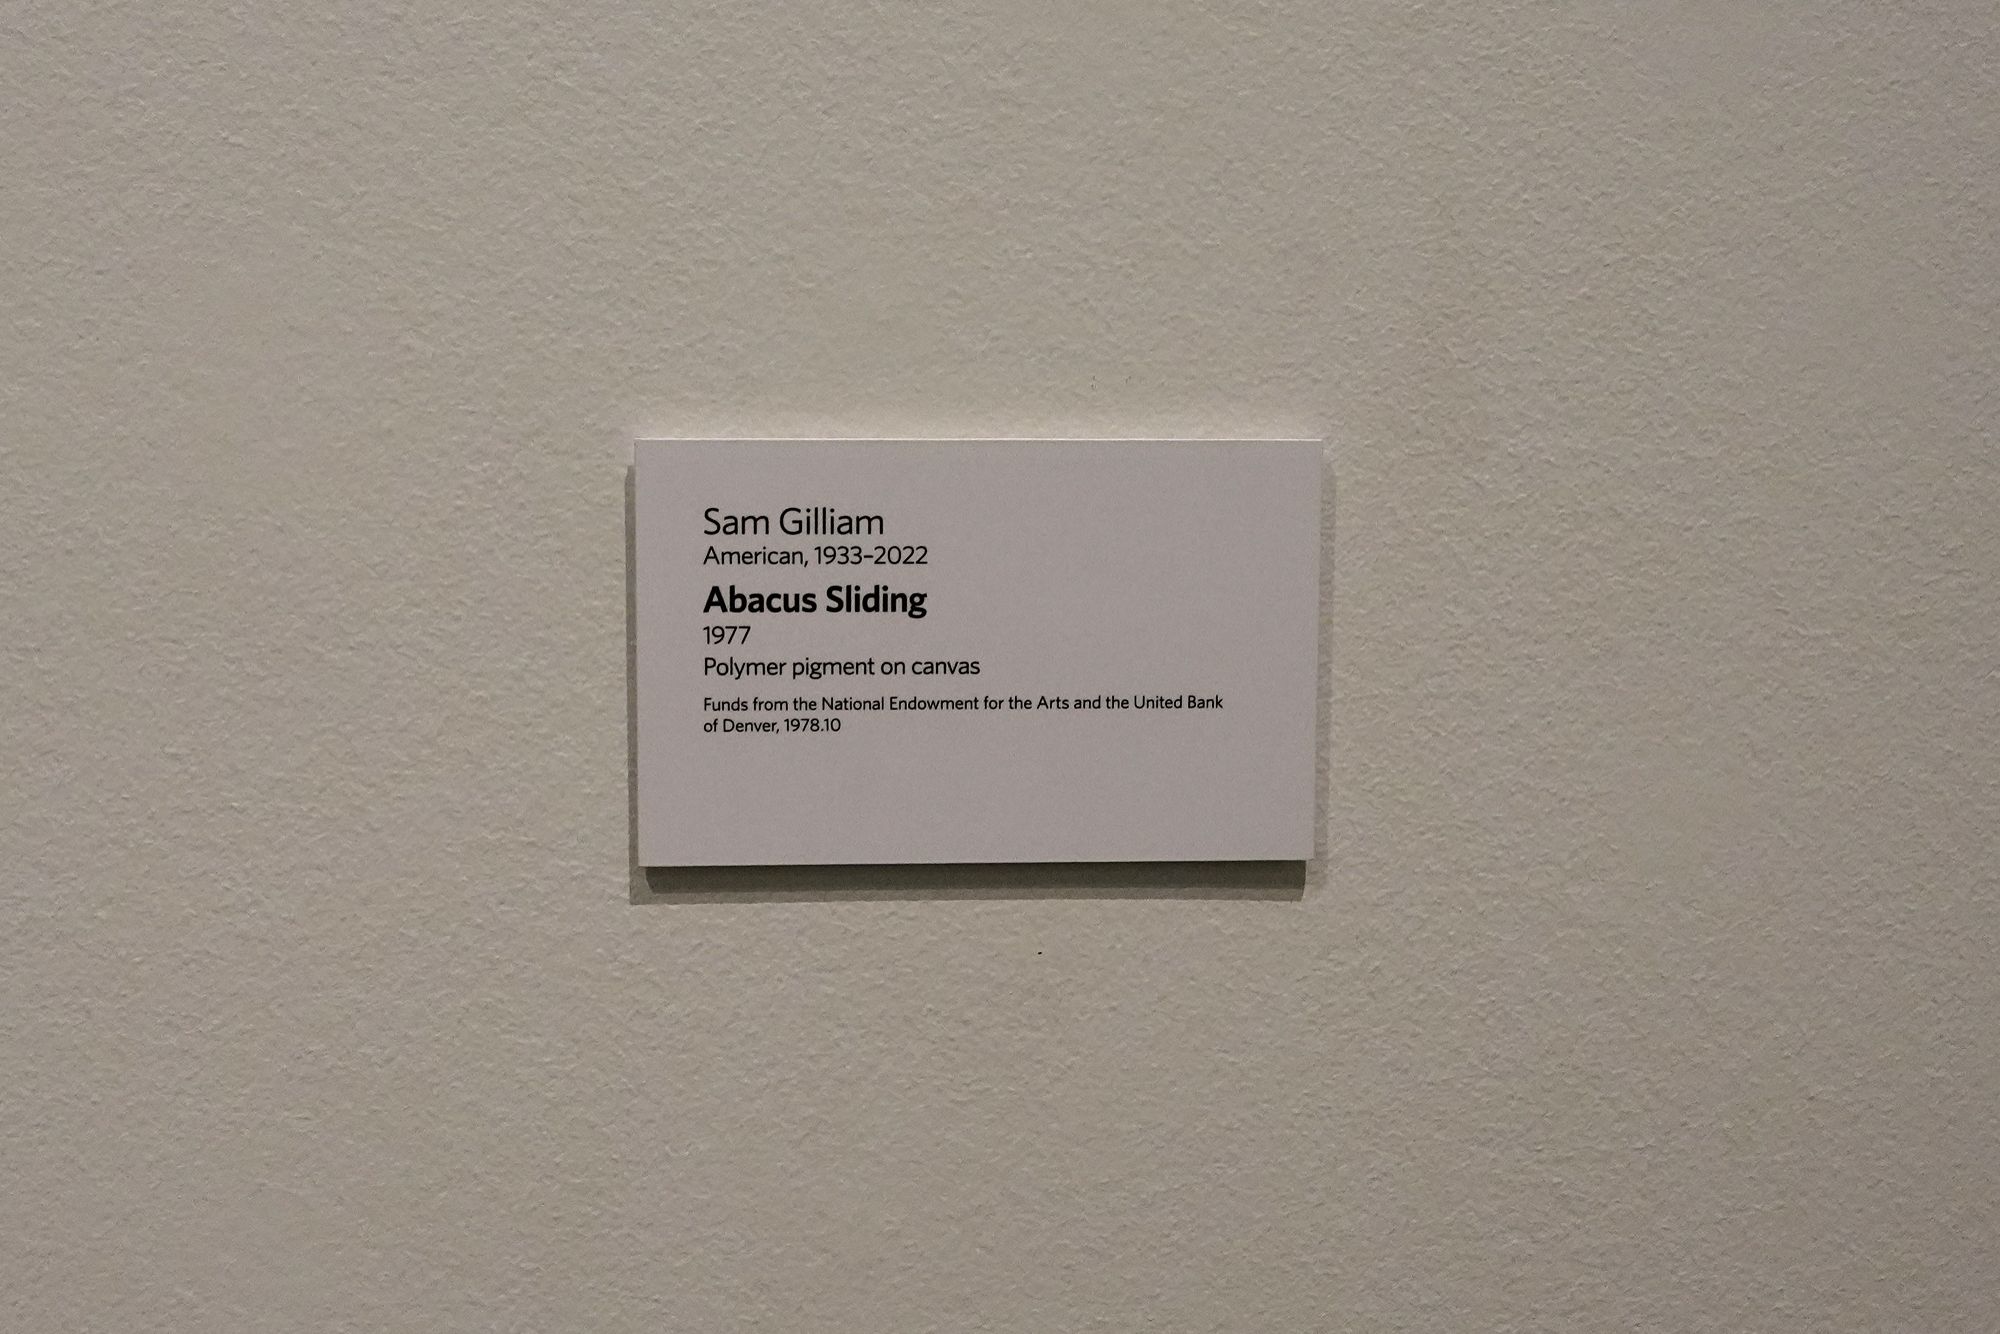 Sam Gilliam
American, 1933–2022
Abacus Sliding
1977
Polymer pigment on canvas
Funds from the National Endowment for the Arts and the United Bank
of Denver, 1978.10